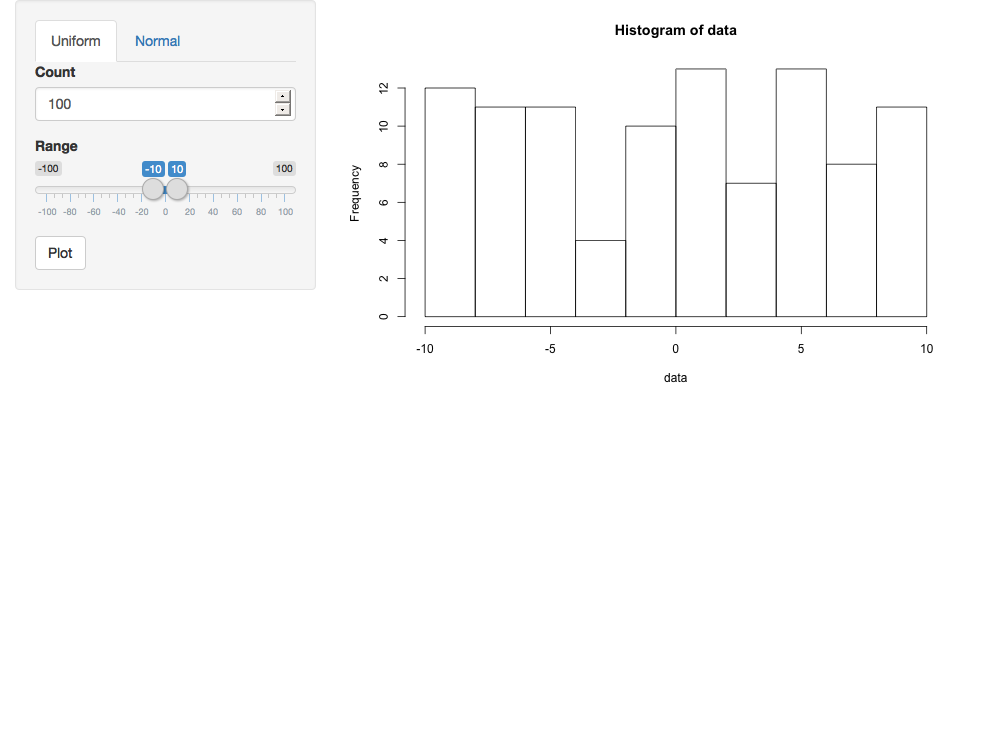 Uniform Normal
Count
100
Range
-100 -10 10 100
-100 -80 -60 -40 -20 0 20 40 60 80 100
Plot
Histogram of data
Frequency
12
10
8
6
4
2
0
-10 -5 0 5 10
data